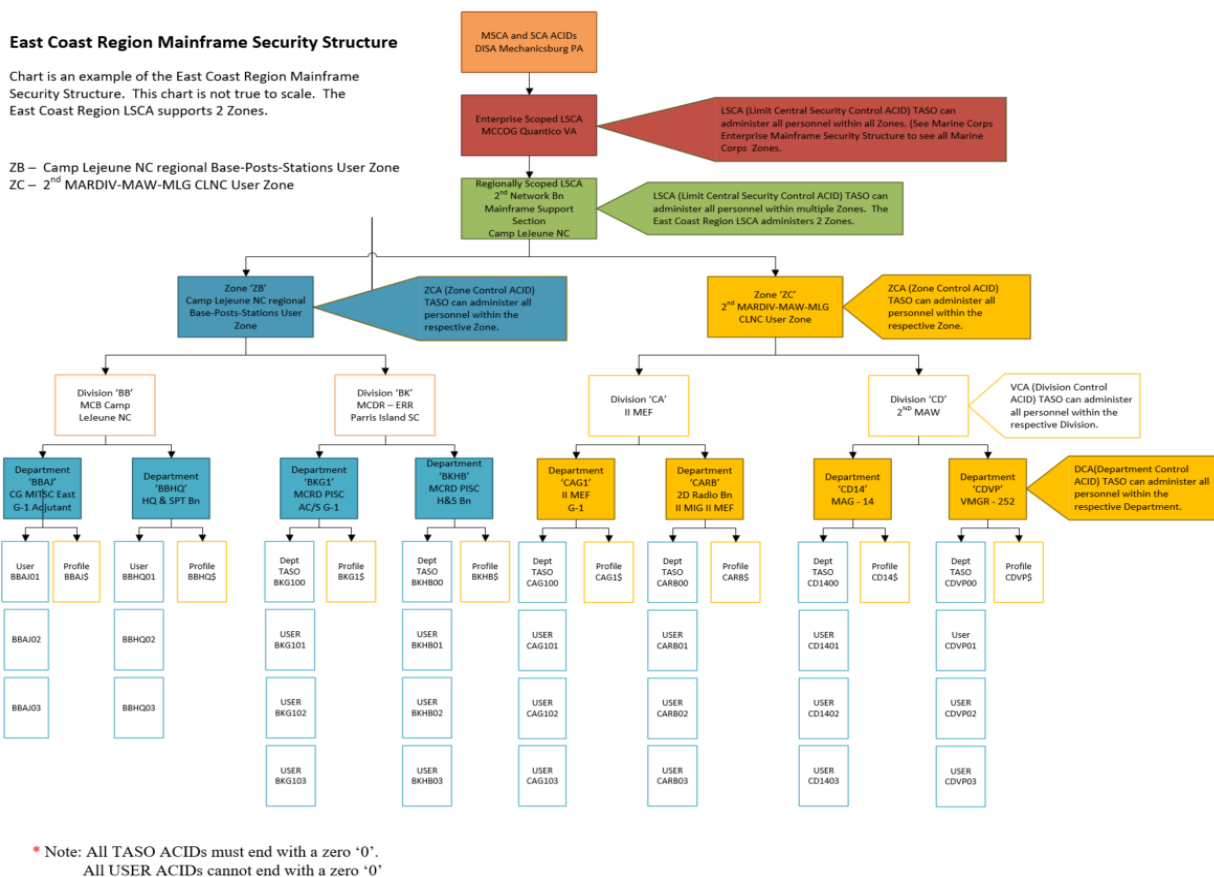 East Coast Region Mainframe Security Structure
Chart is an example of the East Coast Region Mainframe
Security Structure. This chart is not true to scale. The
East Coast Region LSCA supports 2 Zones.
ZB – Camp Lejeune NC regional Base-Posts-Stations User Zone
ZC – 2nd MARDIV-MAW-MLG CLNC User Zone
MSCA and SCA ACIDs
DISA Mechanicsburg PA
Enterprise Scoped LSCA
MCCOG Quantico VA
LSCA (Limit Central Security Control ACID) TASO can
administer all personnel within all Zones. (See Marine Corps
Enterprise Mainframe Security Structure to see all Marine
Corps Zones.
Regionally Scoped LSCA
2nd Network Bn
Mainframe Support
Section
Camp LeJeune NC
LSCA (Limit Central Security Control ACID) TASO can
administer all personnel within multiple Zones. The
East Coast Region LSCA administers 2 Zones.
Zone 'ZB'
Camp Lejeune NC regional
Base-Posts-Stations User
Zone
ZCA (Zone Control ACID)
TASO can administer all
personnel within the
respective Zone.
Zone 'ZC'
2nd MARDIV-MAW-MLG
CLNC User Zone
ZCA (Zone Control ACID)
TASO can administer all
personnel within the
respective Zone.
Division 'BB'
MCB Camp
LeJeune NC
Division 'BK'
MCDR – ERR
Parris Island SC
Division 'CA'
II MEF
Division 'CD'
2ND MAW
VCA (Division Control
ACID) TASO can administer
all personnel within the
respective Division.
Department
'BBAJ'
CG MITSC East
G-1 Adjutant
Department
'BBHQ'
HQ & SPT Bn
Department
'BKG1'
MCRD PISC
AC/S G-1
Department
'BKHB'
MCRD PISC
H&S Bn
Department
'CAG1'
II MEF
G-1
Department
'CARB'
2D Radio Bn
II MIG II MEF
Department
'CD14'
MAG - 14
Department
'CDVP'
VMGR - 252
DCA(Department Control
ACID) TASO can administer all
personnel within the
respective Department.
User
BBAJ01
Profile
BBAJ$
User
BBHQ01
Profile
BBHQ$
Dept
TASO
BKG100
Profile
BKG1$
Dept
TASO
BKHB00
Profile
BKHB$
Dept
TASO
CAG100
Profile
CAG1$
Dept
TASO
CARB00
Profile
CARB$
Dept
TASO
CD1400
Profile
CD14$
Dept
TASO
CDVP00
Profile
CDVP$
BBAJ02
BBHQ02
USER
BKG101
USER
BKHB01
USER
CAG101
USER
CARB01
USER
CD1401
User
CDVP01
BBAJ03
BBHQ03
USER
BKG102
USER
BKHB02
USER
CAG102
USER
CARB02
USER
CD1402
USER
CDVP02
USER
BKG103
USER
BKHB03
USER
CAG103
USER
CARB03
USER
CD1403
USER
CDVP03
* Note: All TASO ACIDs must end with a zero '0'.
All USER ACIDs cannot end with a zero '0'